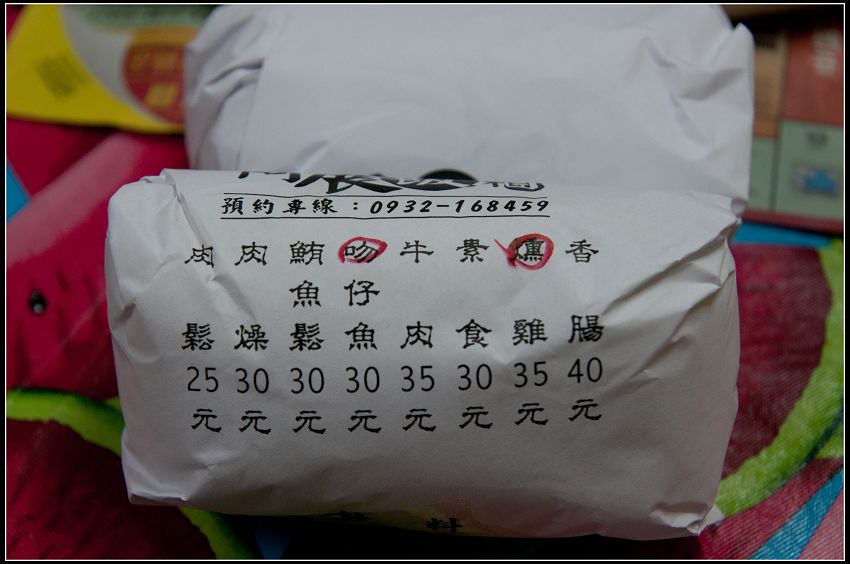 預約專線：0932-168459
肉鬆25元
肉燥30元
鮪魚鬆30元
吻仔魚30元
牛肉35元
素食30元
燻雞35元
香腸40元
料